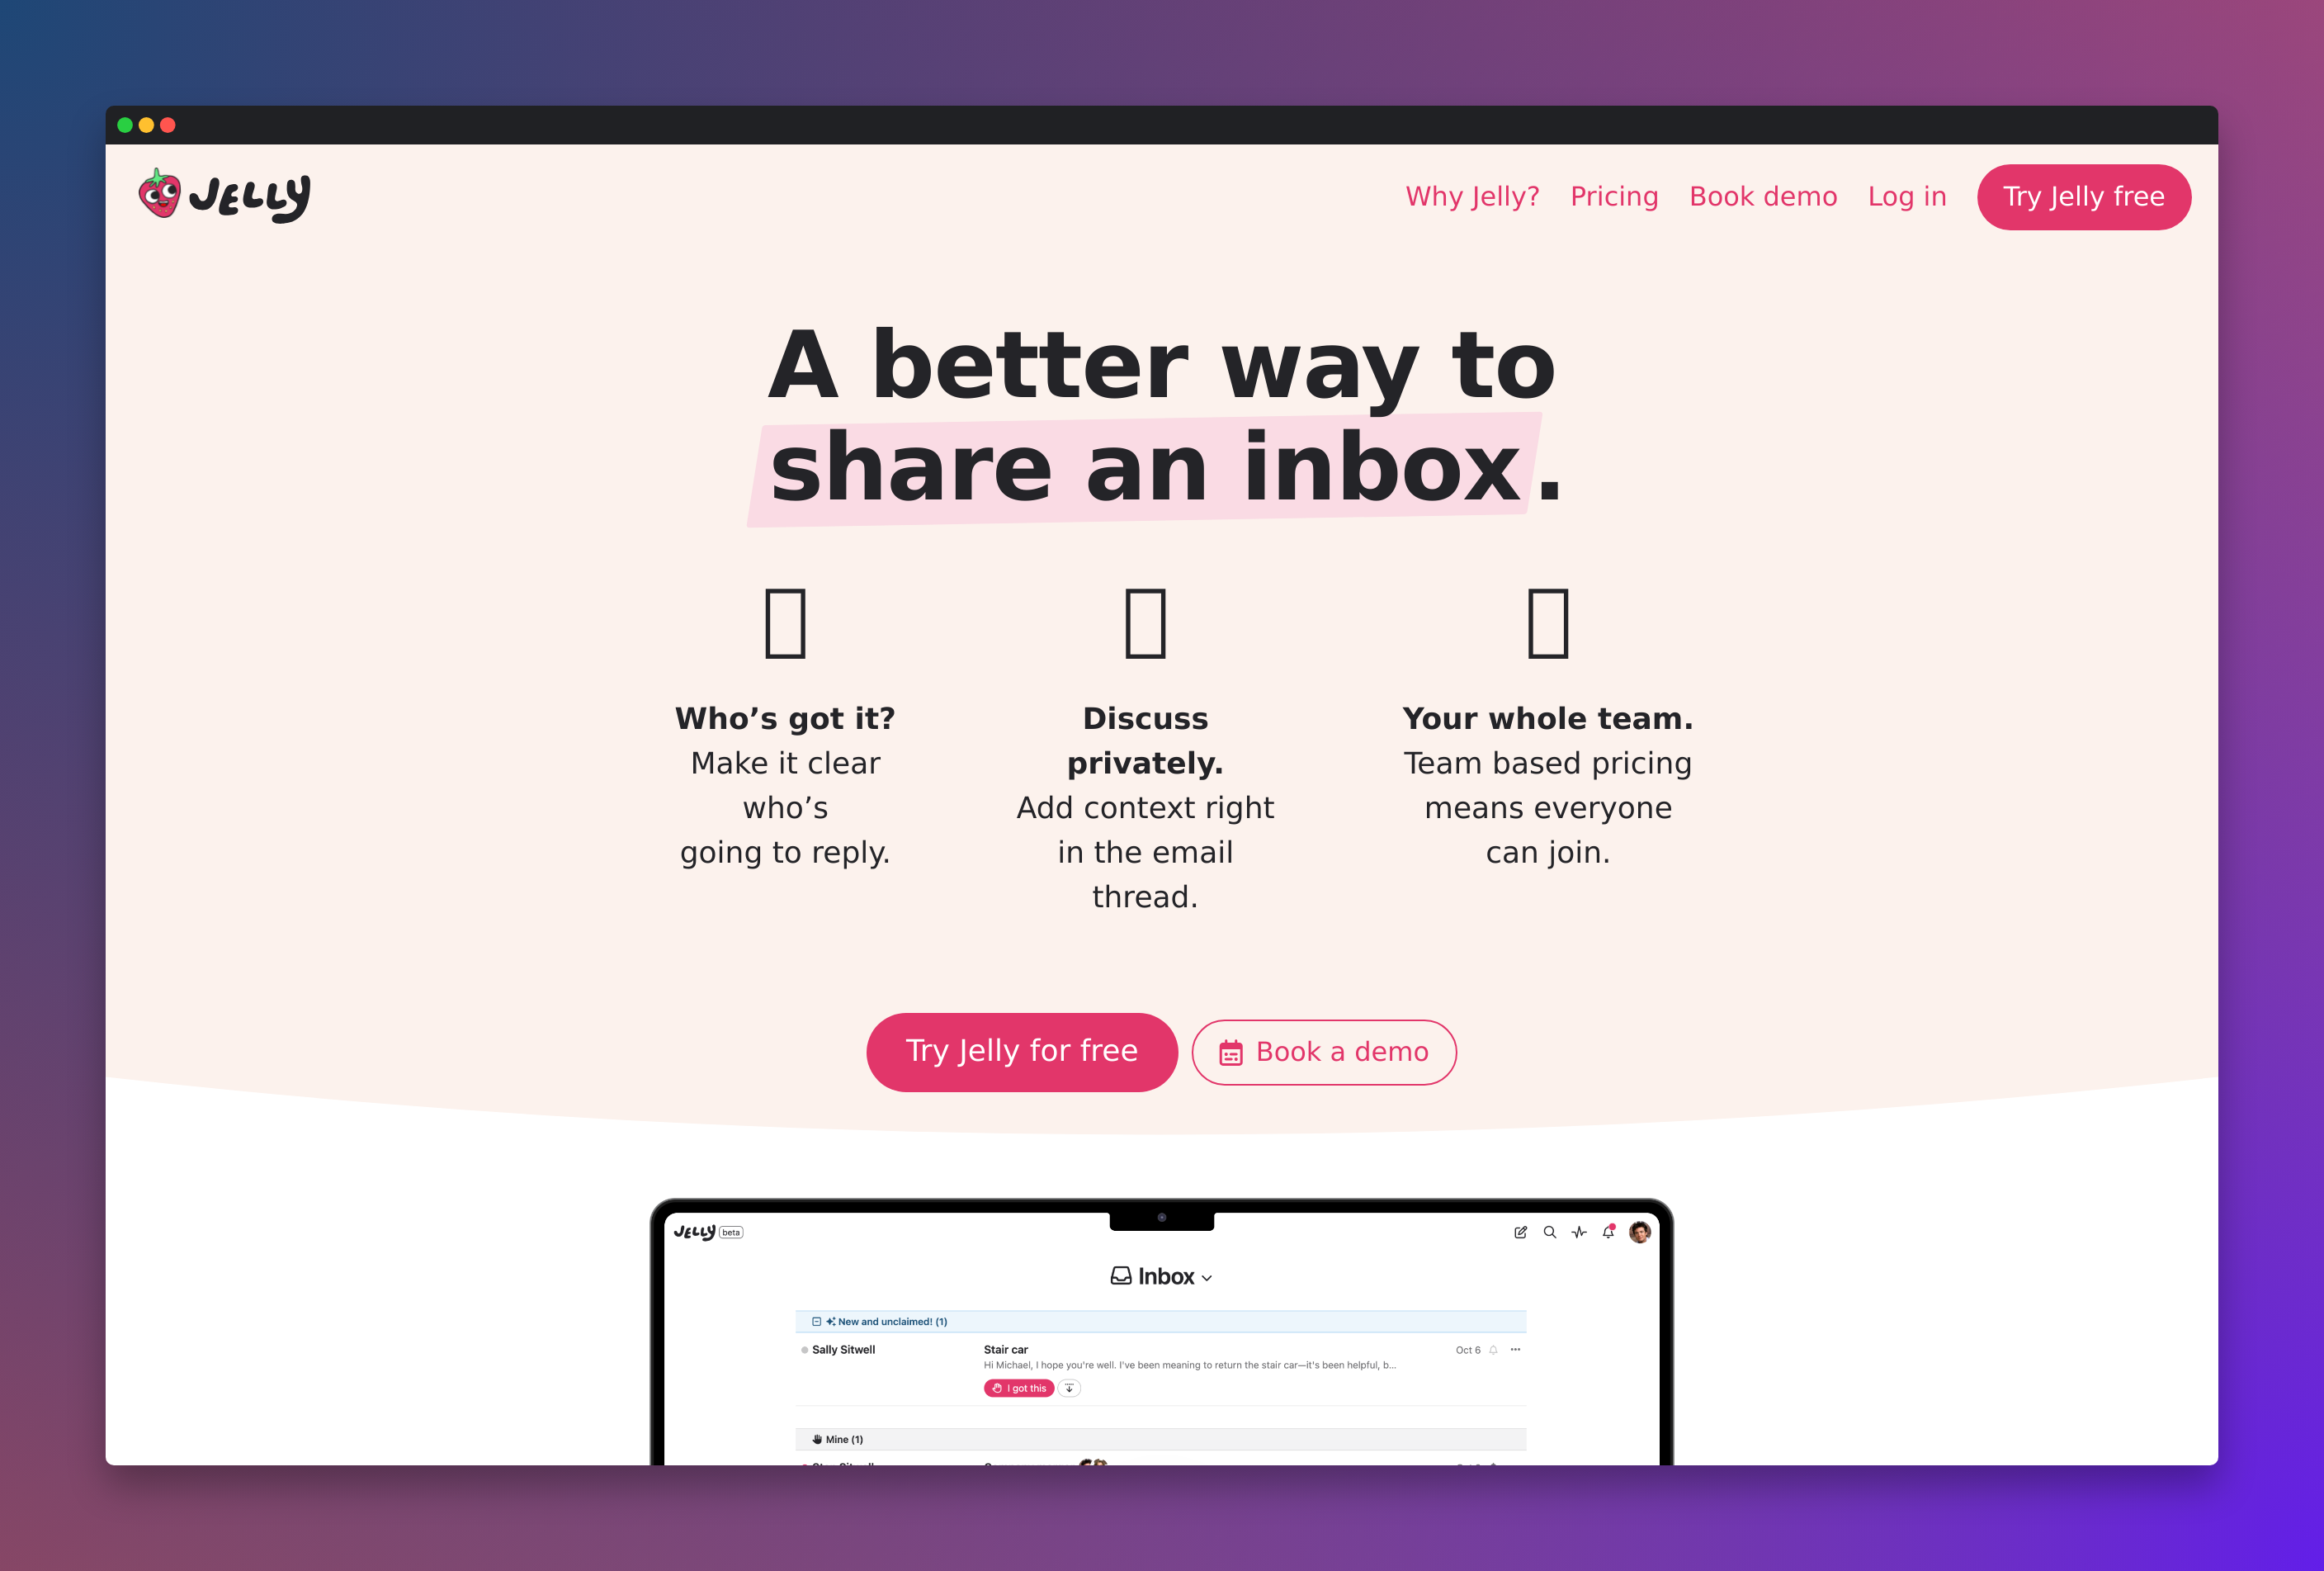 JELLY
Why Jelly?
Pricing
Book demo
Log in
Try Jelly free
A better way to
share an inbox.
Who’s got it?
Make it clear
who’s
going to reply.
Discuss
privately.
Add context right
in the email
thread.
Your whole team.
Team based pricing
means everyone
can join.
Try Jelly for free
Book a demo
JELLY beta
Inbox
New and unclaimed! (1)
Sally Sitwell
Stair car
Oct 6
Hi Michael, I hope you're well. I've been meaning to return the stair car—it's been helpful, b...
I got this
Mine (1)